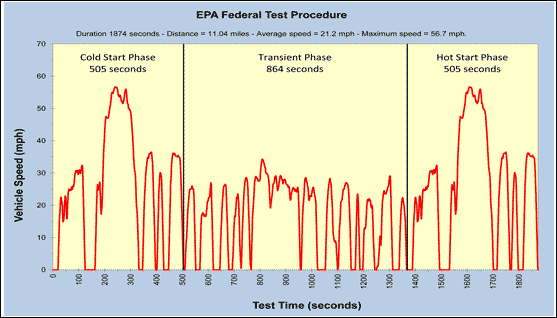 EPA Federal Test Procedure
Duration 1874 seconds - Distance = 11.04 miles - Average speed = 21.2 mph - Maximum speed = 56.7 mph.
Cold Start Phase
505 seconds
Transient Phase
864 seconds
Hot Start Phase
505 seconds
Vehicle Speed (mph)
70
60
50
40
30
20
10
0
0 100 200 300 400 500 600 700 800 900 1000 1100 1200 1300 1400 1500 1600 1700 1800
Test Time (seconds)